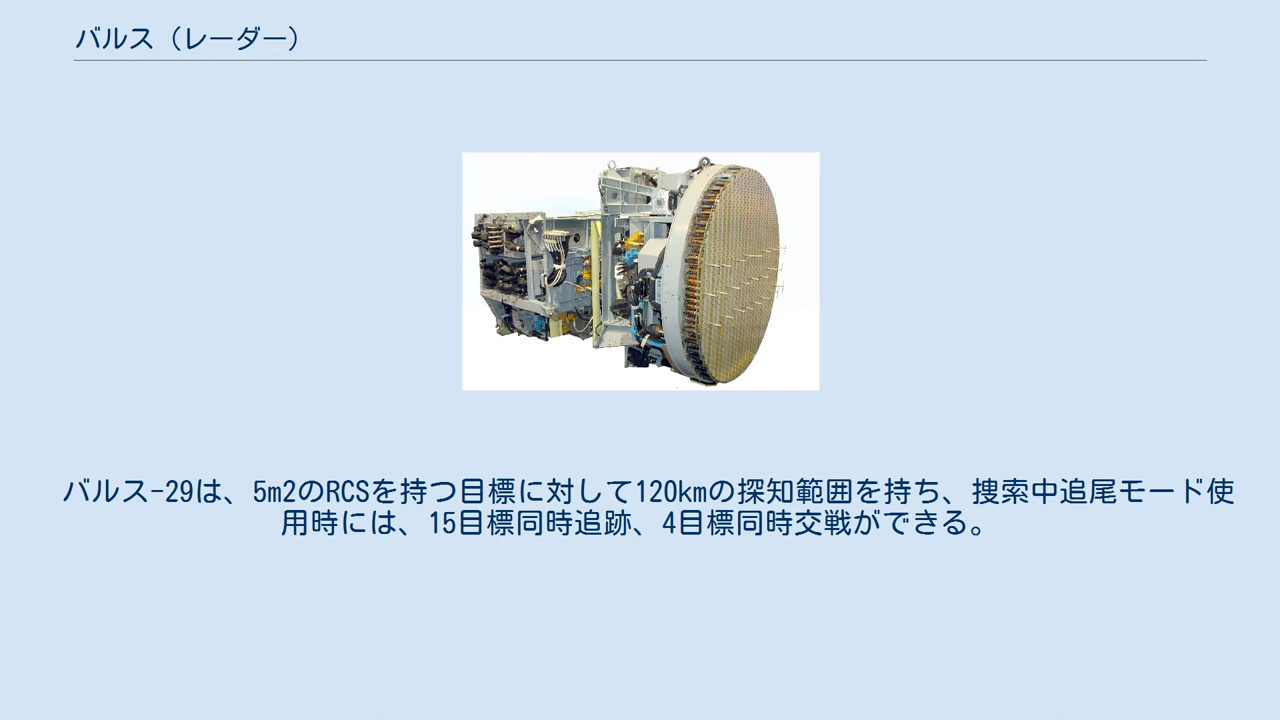 バルス（レーダー）
バルス-29は、5m2のRCSを持つ目標に対して120kmの探知範囲を持ち、捜索中追尾モード使
用時には、15目標同時追跡、4目標同時交戦ができる。